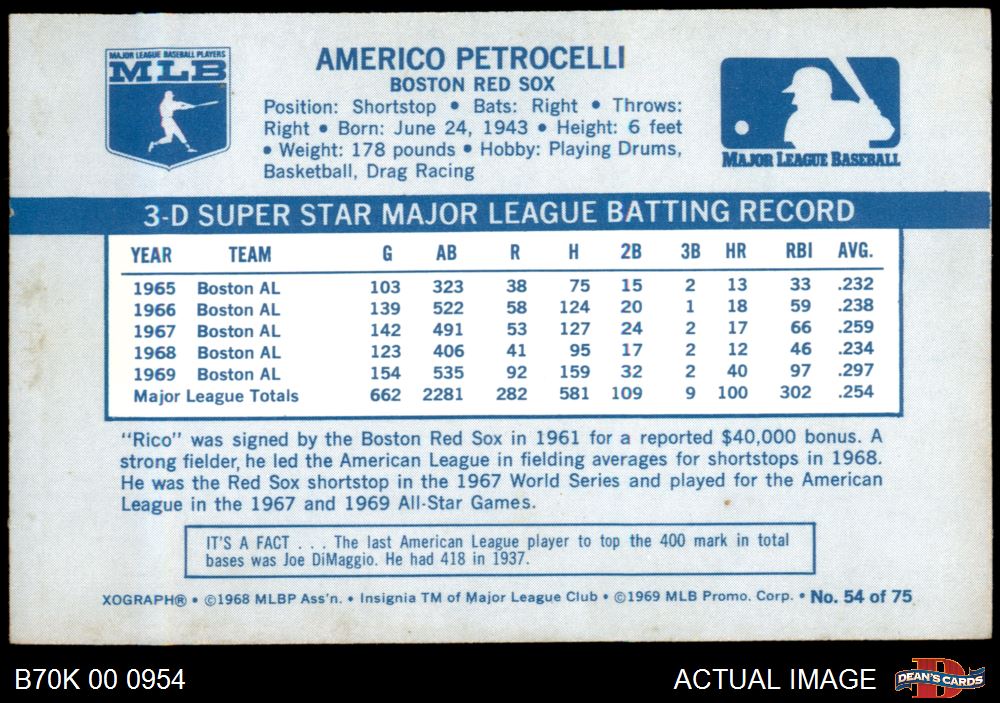 MAJOR LEAGUE BASEBALL PLAYERS
MLB
AMERICO PETROCELLI
BOSTON RED SOX
Position: Shortstop • Bats: Right • Throws:
Right • Born: June 24, 1943 • Height: 6 feet
• Weight: 178 pounds • Hobby: Playing Drums,
Basketball, Drag Racing
MAJOR LEAGUE BASEBALL
3-D SUPER STAR MAJOR LEAGUE BATTING RECORD
YEAR TEAM G AB R H 2B 3B HR RBI AVG.
1965 Boston AL 103 323 38 75 15 2 13 33 .232
1966 Boston AL 139 522 58 124 20 1 18 59 .238
1967 Boston AL 142 491 53 127 24 2 17 66 .259
1968 Boston AL 123 406 41 95 17 2 12 46 .234
1969 Boston AL 154 535 92 159 32 2 40 97 .297
Major League Totals 662 2281 282 581 109 9 100 302 .254
"Rico" was signed by the Boston Red Sox in 1961 for a reported $40,000 bonus. A
strong fielder, he led the American League in fielding averages for shortstops in 1968.
He was the Red Sox shortstop in the 1967 World Series and played for the American
League in the 1967 and 1969 All-Star Games.
IT'S A FACT . . . The last American League player to top the 400 mark in total
bases was Joe DiMaggio. He had 418 in 1937.
XOGRAPH® • ©1968 MLBP Ass'n. • Insignia TM of Major League Club • ©1969 MLB Promo. Corp. • No. 54 of 75
B70K 00 0954
ACTUAL IMAGE
DEAN'S CARDS